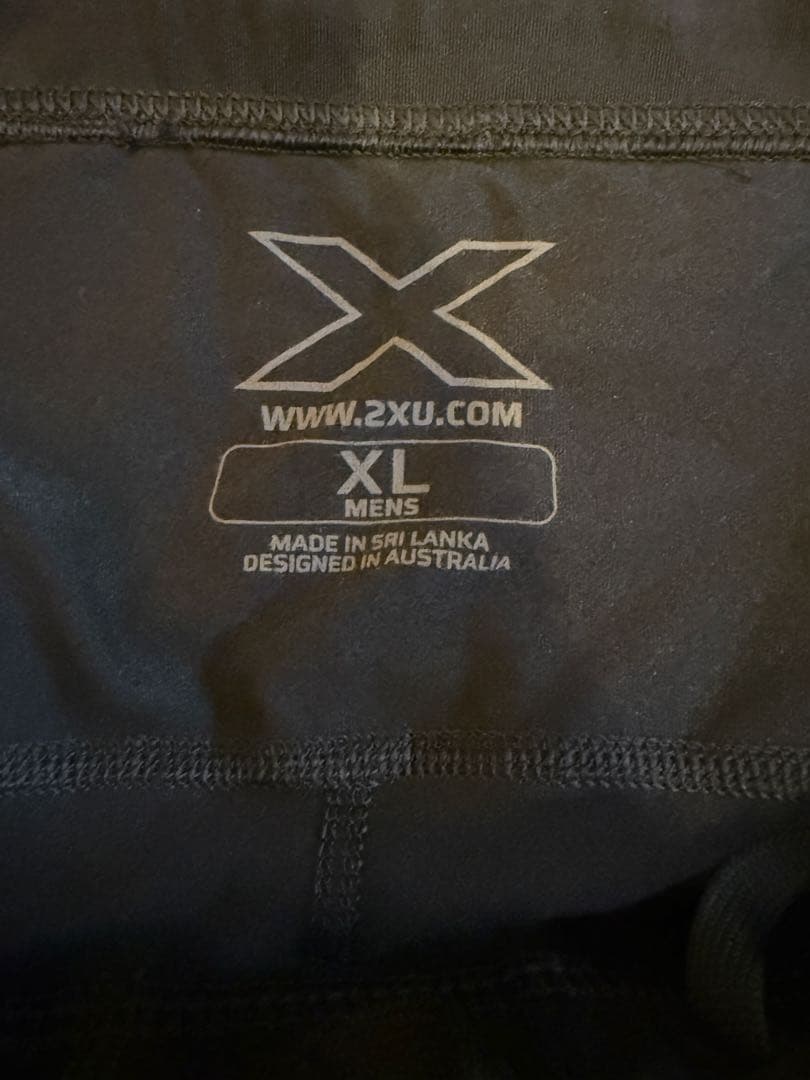 X
WWW.2XU.COM
XL
MENS
MADE IN SRI LANKA
DESIGNED IN AUSTRALIA